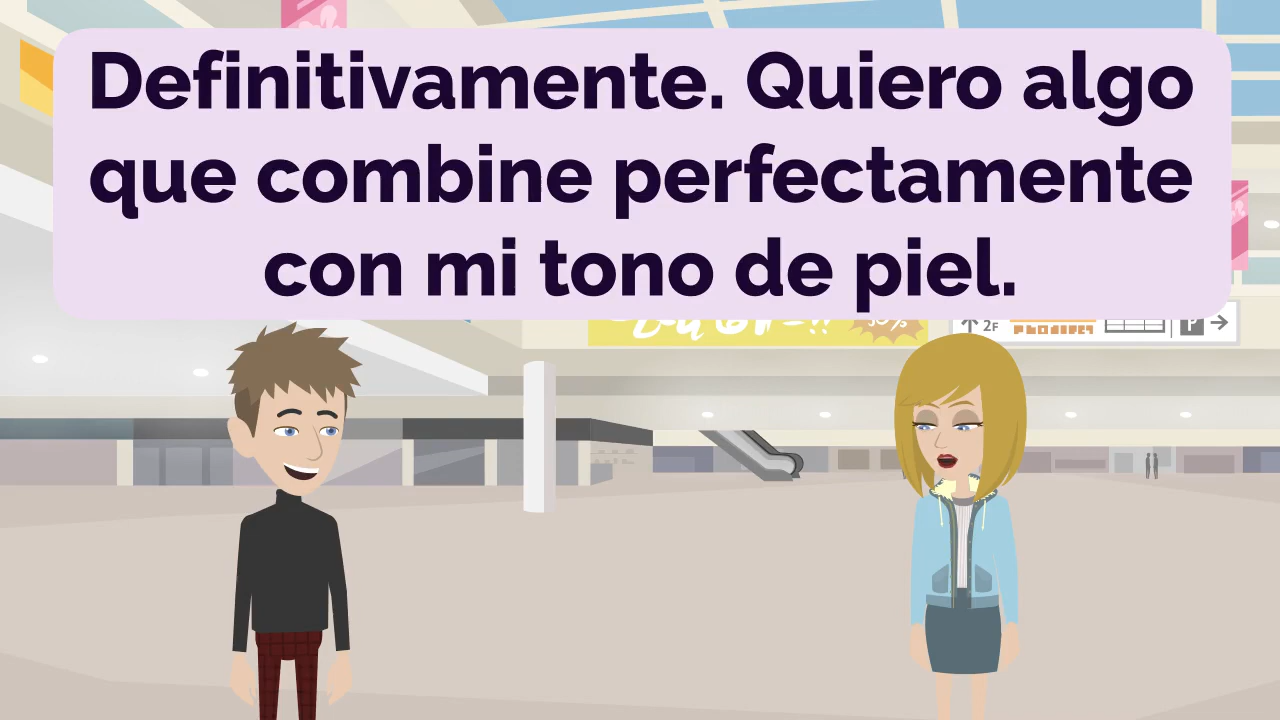 Definitivamente. Quiero algo
que combine perfectamente
con mi tono de piel.
2F
P